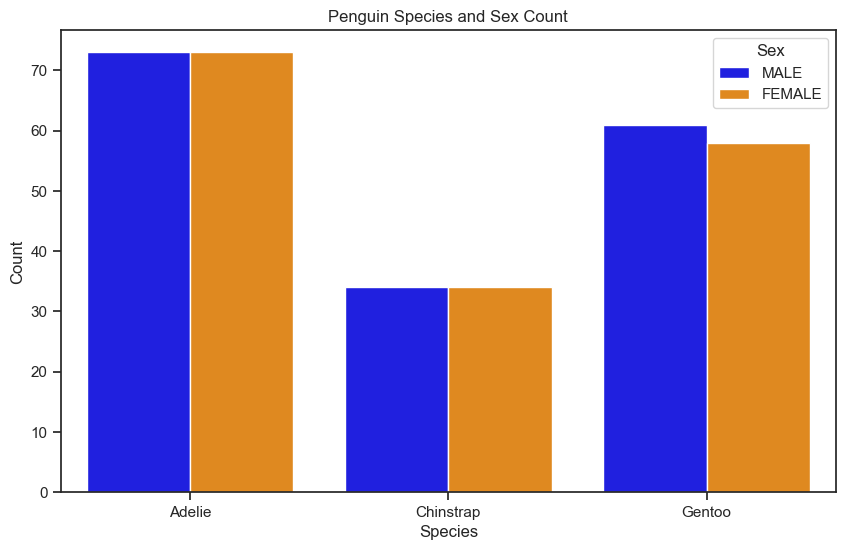 Penguin Species and Sex Count
Sex
MALE
FEMALE
Count
70
60
50
40
30
20
10
0
Adelie
Chinstrap
Gentoo
Species